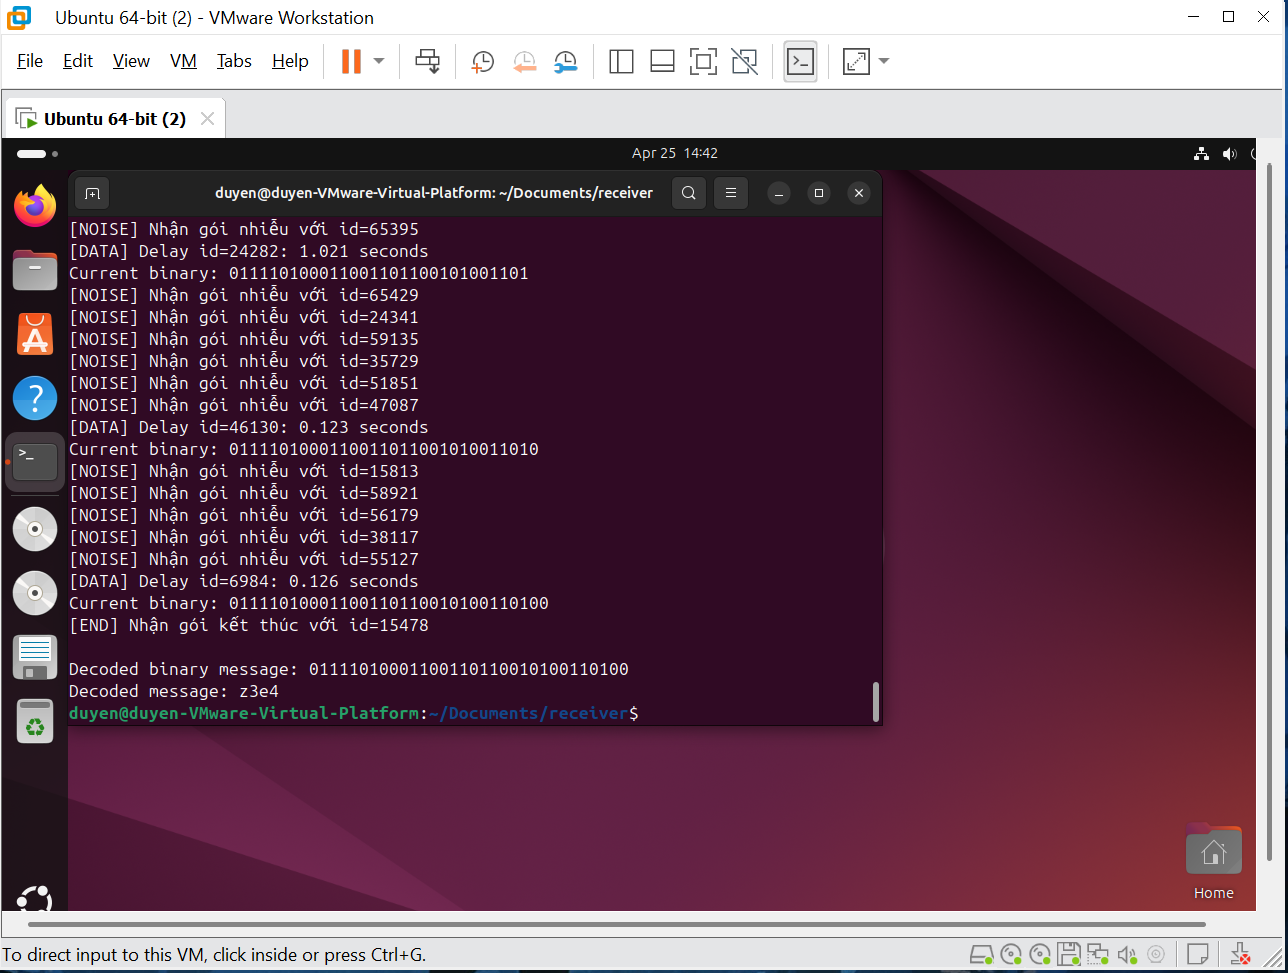 Ubuntu 64-bit (2) - VMware Workstation
File Edit View VM Tabs Help
Ubuntu 64-bit (2)
Apr 25 14:42
duyen@duyen-VMware-Virtual-Platform: ~/Documents/receiver
[NOISE] Nhận gói nhiễu với id=65395
[DATA] Delay id=24282: 1.021 seconds
Current binary: 011110100011001101100101001101
[NOISE] Nhận gói nhiễu với id=65429
[NOISE] Nhận gói nhiễu với id=24341
[NOISE] Nhận gói nhiễu với id=59135
[NOISE] Nhận gói nhiễu với id=35729
[NOISE] Nhận gói nhiễu với id=51851
[NOISE] Nhận gói nhiễu với id=47087
[DATA] Delay id=46130: 0.123 seconds
Current binary: 0111101000110011011001010011010
[NOISE] Nhận gói nhiễu với id=15813
[NOISE] Nhận gói nhiễu với id=58921
[NOISE] Nhận gói nhiễu với id=56179
[NOISE] Nhận gói nhiễu với id=38117
[NOISE] Nhận gói nhiễu với id=55127
[DATA] Delay id=6984: 0.126 seconds
Current binary: 01111010001100110110010100110100
[END] Nhận gói kết thúc với id=15478
Decoded binary message: 01111010001100110110010100110100
Decoded message: z3e4
duyen@duyen-VMware-Virtual-Platform:~/Documents/receiver$
Home
To direct input to this VM, click inside or press Ctrl+G.